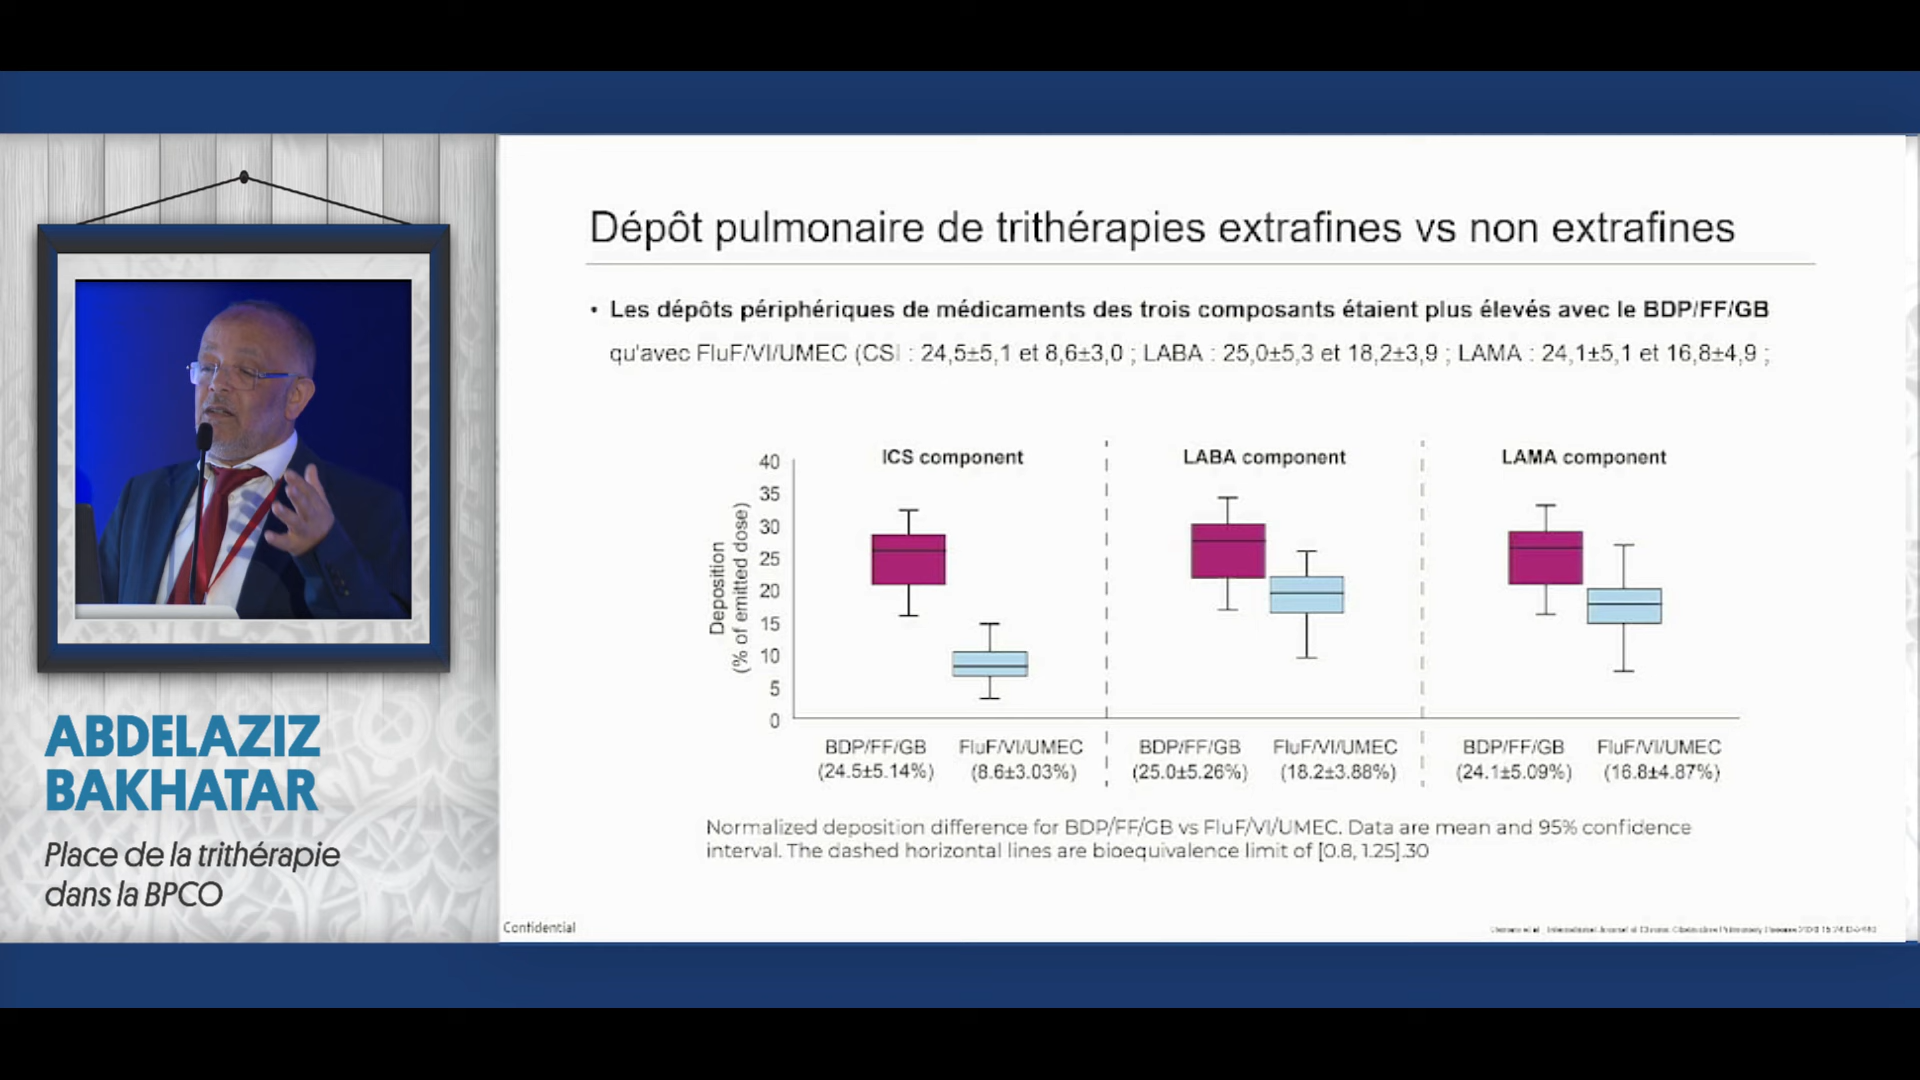 Dépôt pulmonaire de trithérapies extrafines vs non extrafines
• Les dépôts périphériques de médicaments des trois composants étaient plus élevés avec le BDP/FF/GB
qu'avec FluF/VI/UMEC (CSI : 24,5±5,1 et 8,6±3,0 ; LABA : 25,0±5,3 et 18,2±3,9 ; LAMA : 24,1±5,1 et 16,8±4,9 ;
ICS component
LABA component
LAMA component
Deposition
(% of emitted dose)
40
35
30
25
20
15
10
5
0
BDP/FF/GB FluF/VI/UMEC BDP/FF/GB FluF/VI/UMEC BDP/FF/GB FluF/VI/UMEC
(24.5±5.14%) (8.6±3.03%) (25.0±5.26%) (18.2±3.88%) (24.1±5.09%) (16.8±4.87%)
Normalized deposition difference for BDP/FF/GB vs FluF/VI/UMEC. Data are mean and 95% confidence
interval. The dashed horizontal lines are bioequivalence limit of [0.8, 1.25].30
Confidential
ABDELAZIZ
BAKHATAR
Place de la trithérapie
dans la BPCO